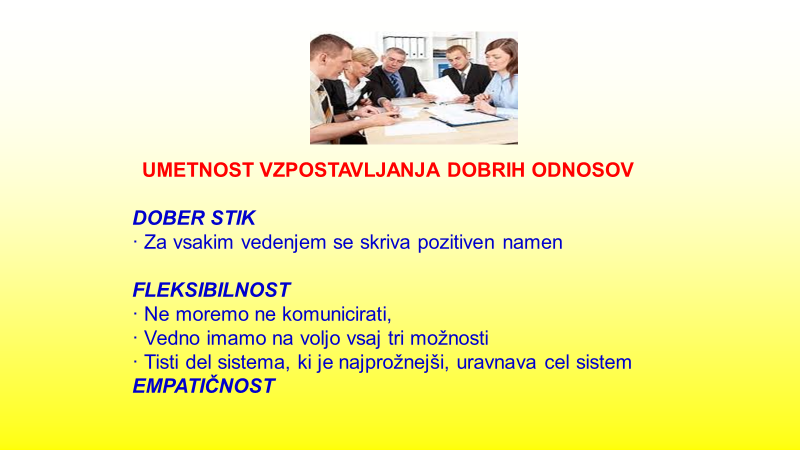 UMETNOST VZPOSTAVLJANJA DOBRIH ODNOSOV
DOBER STIK
· Za vsakim vedenjem se skriva pozitiven namen
FLEKSIBILNOST
· Ne moremo ne komunicirati,
· Vedno imamo na voljo vsaj tri možnosti
· Tisti del sistema, ki je najprožnejši, uravnava cel sistem
EMPATIČNOST